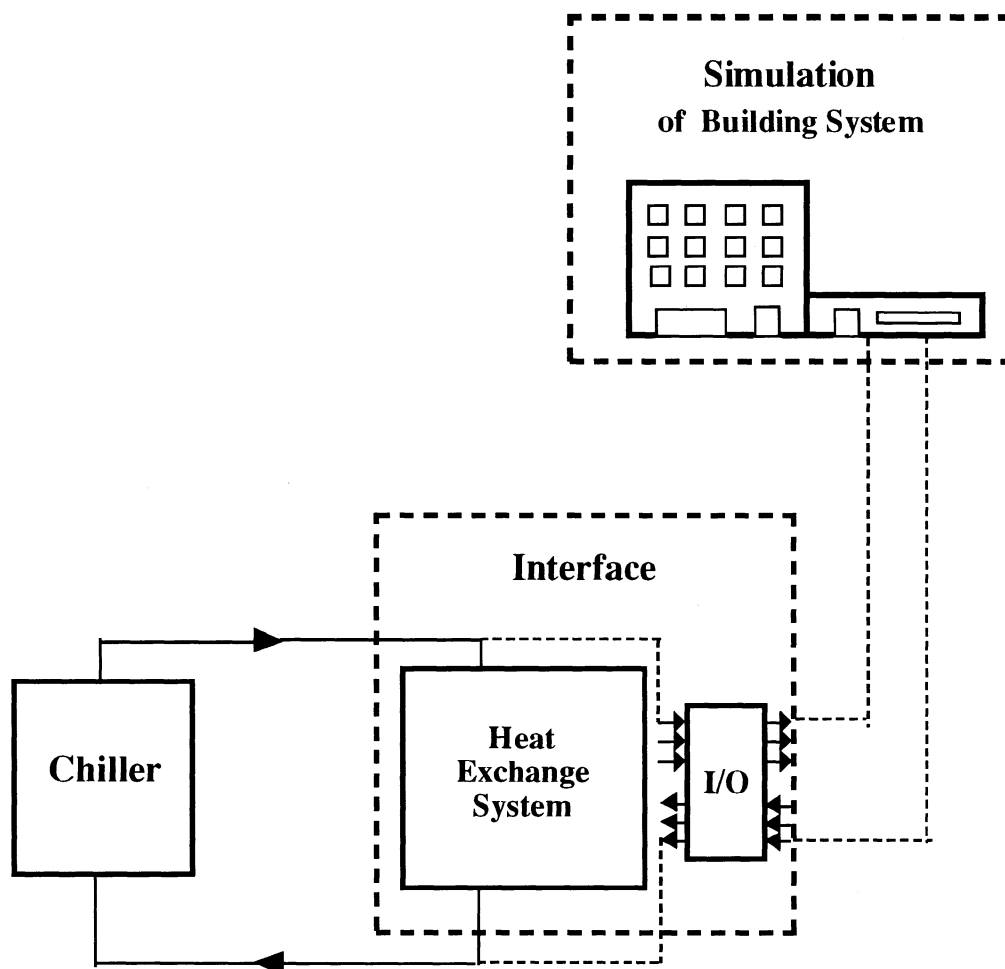 Simulation
of Building System
Interface
Chiller
Heat
Exchange
System
I/O